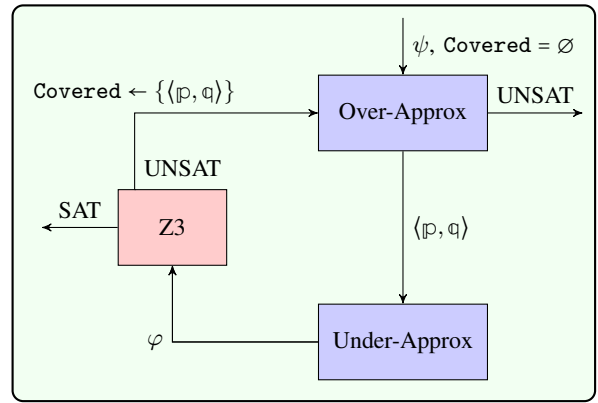 ψ, Covered = ∅
Covered ← {⟨𝕡, 𝕢⟩}
Over-Approx
UNSAT
UNSAT
SAT
Z3
⟨𝕡, 𝕢⟩
φ
Under-Approx